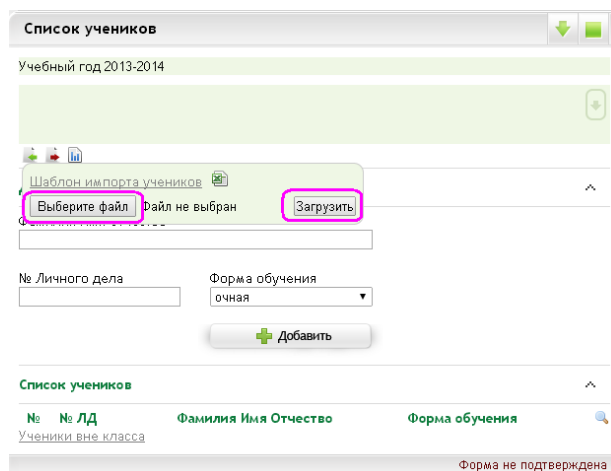 Список учеников
Учебный год 2013-2014
Шаблон импорта учеников
Выберите файл Файл не выбран Загрузить
№ Личного дела Форма обучения
очная
Добавить
Список учеников
№ № ЛД Фамилия Имя Отчество Форма обучения
Ученики вне класса
Форма не подтверждена